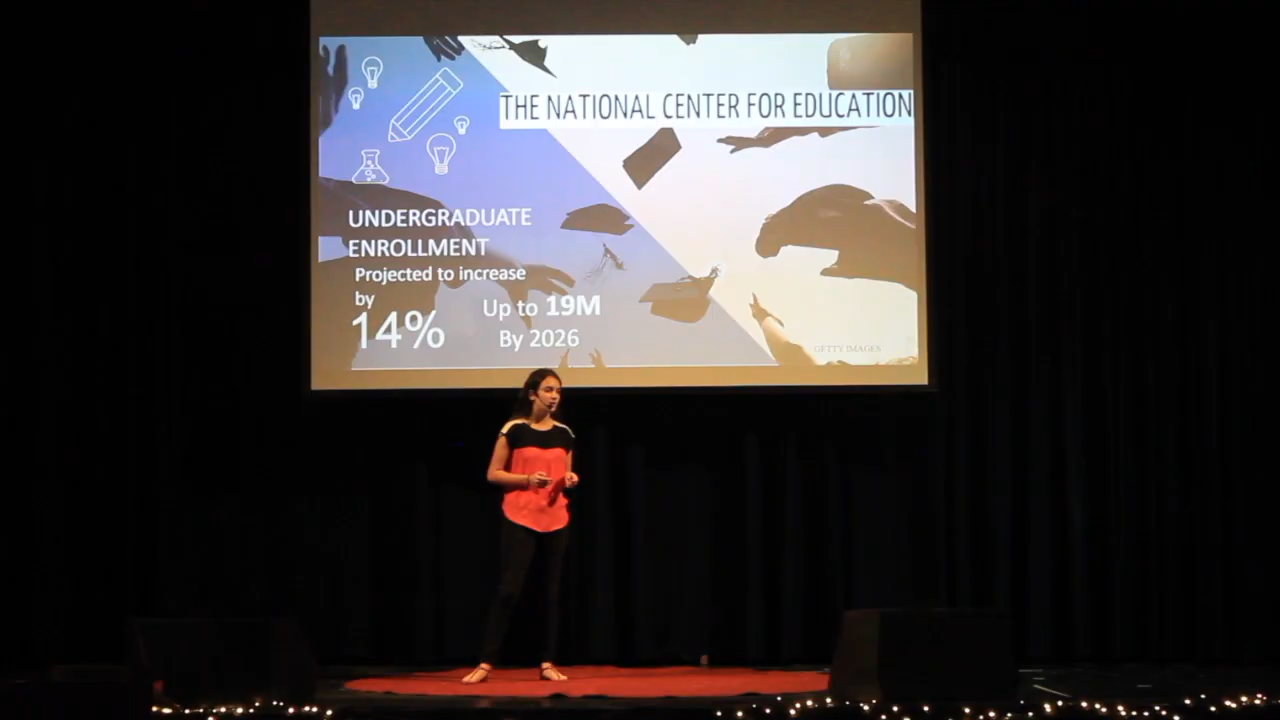 THE NATIONAL CENTER FOR EDUCATION
UNDERGRADUATE
ENROLLMENT
Projected to increase
by
14%
Up to 19M
By 2026
GETTY IMAGES